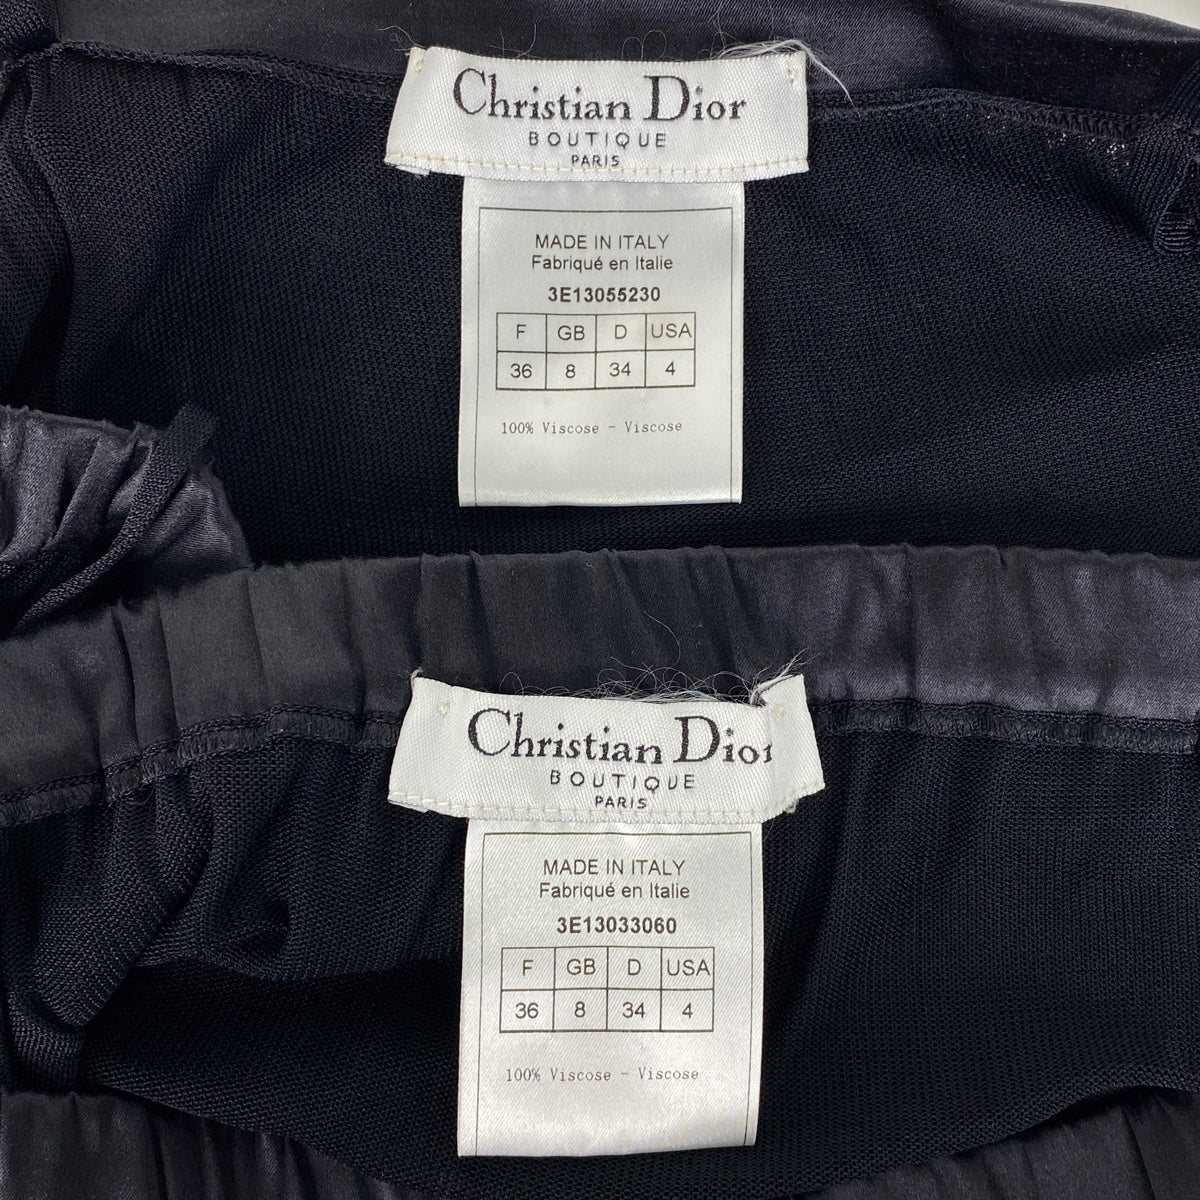 Christian Dior
BOUTIQUE
PARIS
MADE IN ITALY
Fabriqué en Italie
3E13055230
F GB D USA
36 8 34 4
100% Viscose - Viscose
Christian Dior
BOUTIQUE
PARIS
MADE IN ITALY
Fabriqué en Italie
3E13033060
F GB D USA
36 8 34 4
100% Viscose - Viscose